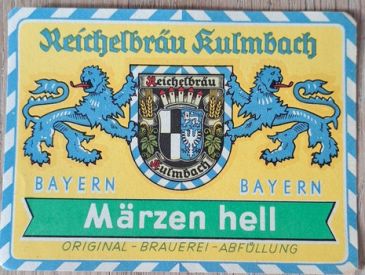 Reichelbräu Kulmbach
Reichelbräu
Kulmbach
BAYERN BAYERN
Märzen hell
ORIGINAL-BRAUEREI-ABFÜLLUNG